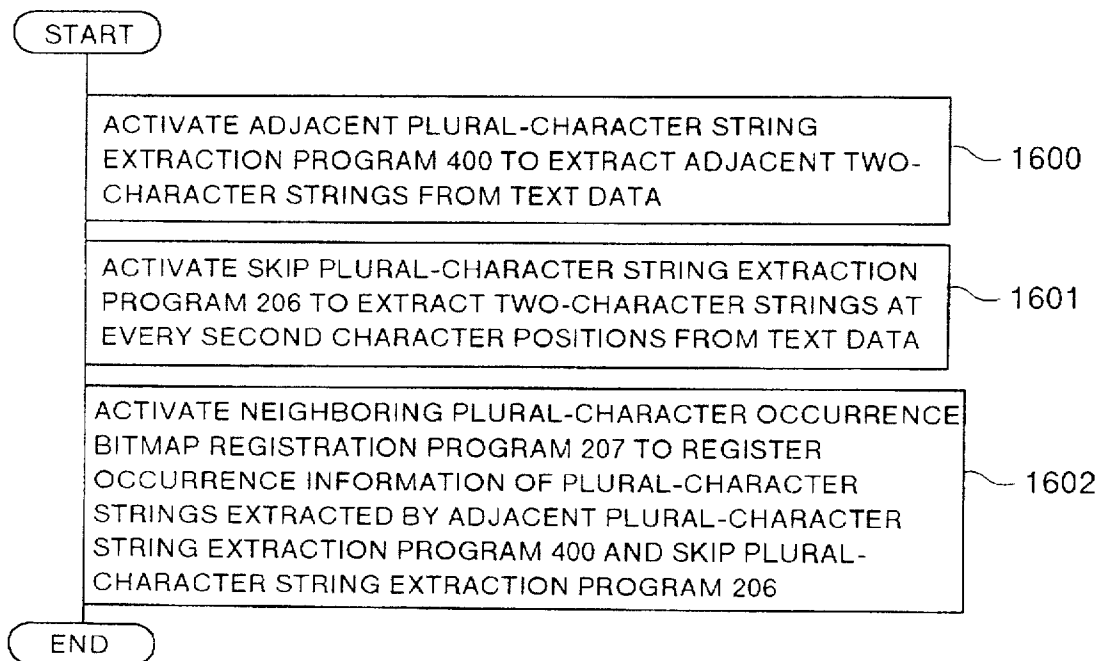 START
ACTIVATE ADJACENT PLURAL-CHARACTER STRING
EXTRACTION PROGRAM 400 TO EXTRACT ADJACENT TWO-
CHARACTER STRINGS FROM TEXT DATA
1600
ACTIVATE SKIP PLURAL-CHARACTER STRING EXTRACTION
PROGRAM 206 TO EXTRACT TWO-CHARACTER STRINGS AT
EVERY SECOND CHARACTER POSITIONS FROM TEXT DATA
1601
ACTIVATE NEIGHBORING PLURAL-CHARACTER OCCURRENCE
BITMAP REGISTRATION PROGRAM 207 TO REGISTER
OCCURRENCE INFORMATION OF PLURAL-CHARACTER
STRINGS EXTRACTED BY ADJACENT PLURAL-CHARACTER
STRING EXTRACTION PROGRAM 400 AND SKIP PLURAL-
CHARACTER STRING EXTRACTION PROGRAM 206
1602
END